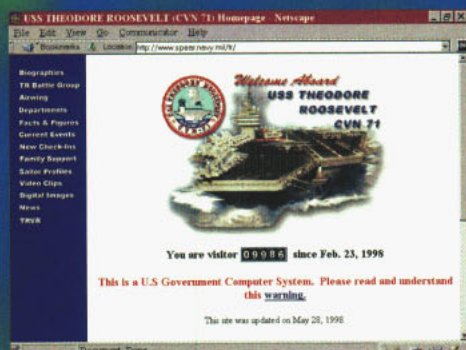 USS THEODORE ROOSEVELT (CVN 71) Homepage - Netscape
File Edit View Go Communicator Help
Bookmarks Location: http://www.spear.navy.mil/tr/
Biographies
TR Battle Group
Airwing
Departments
Facts & Figures
Current Events
New Check-Ins
Family Support
Sailor Profiles
Video Clips
Digital Images
News
TRVR
Welcome Aboard
USS THEODORE
ROOSEVELT
CVN 71
You are visitor 09986 since Feb. 23, 1998
This is a U.S Government Computer System. Please read and understand
this warning.
This site was updated on May 28, 1998
Document: Done